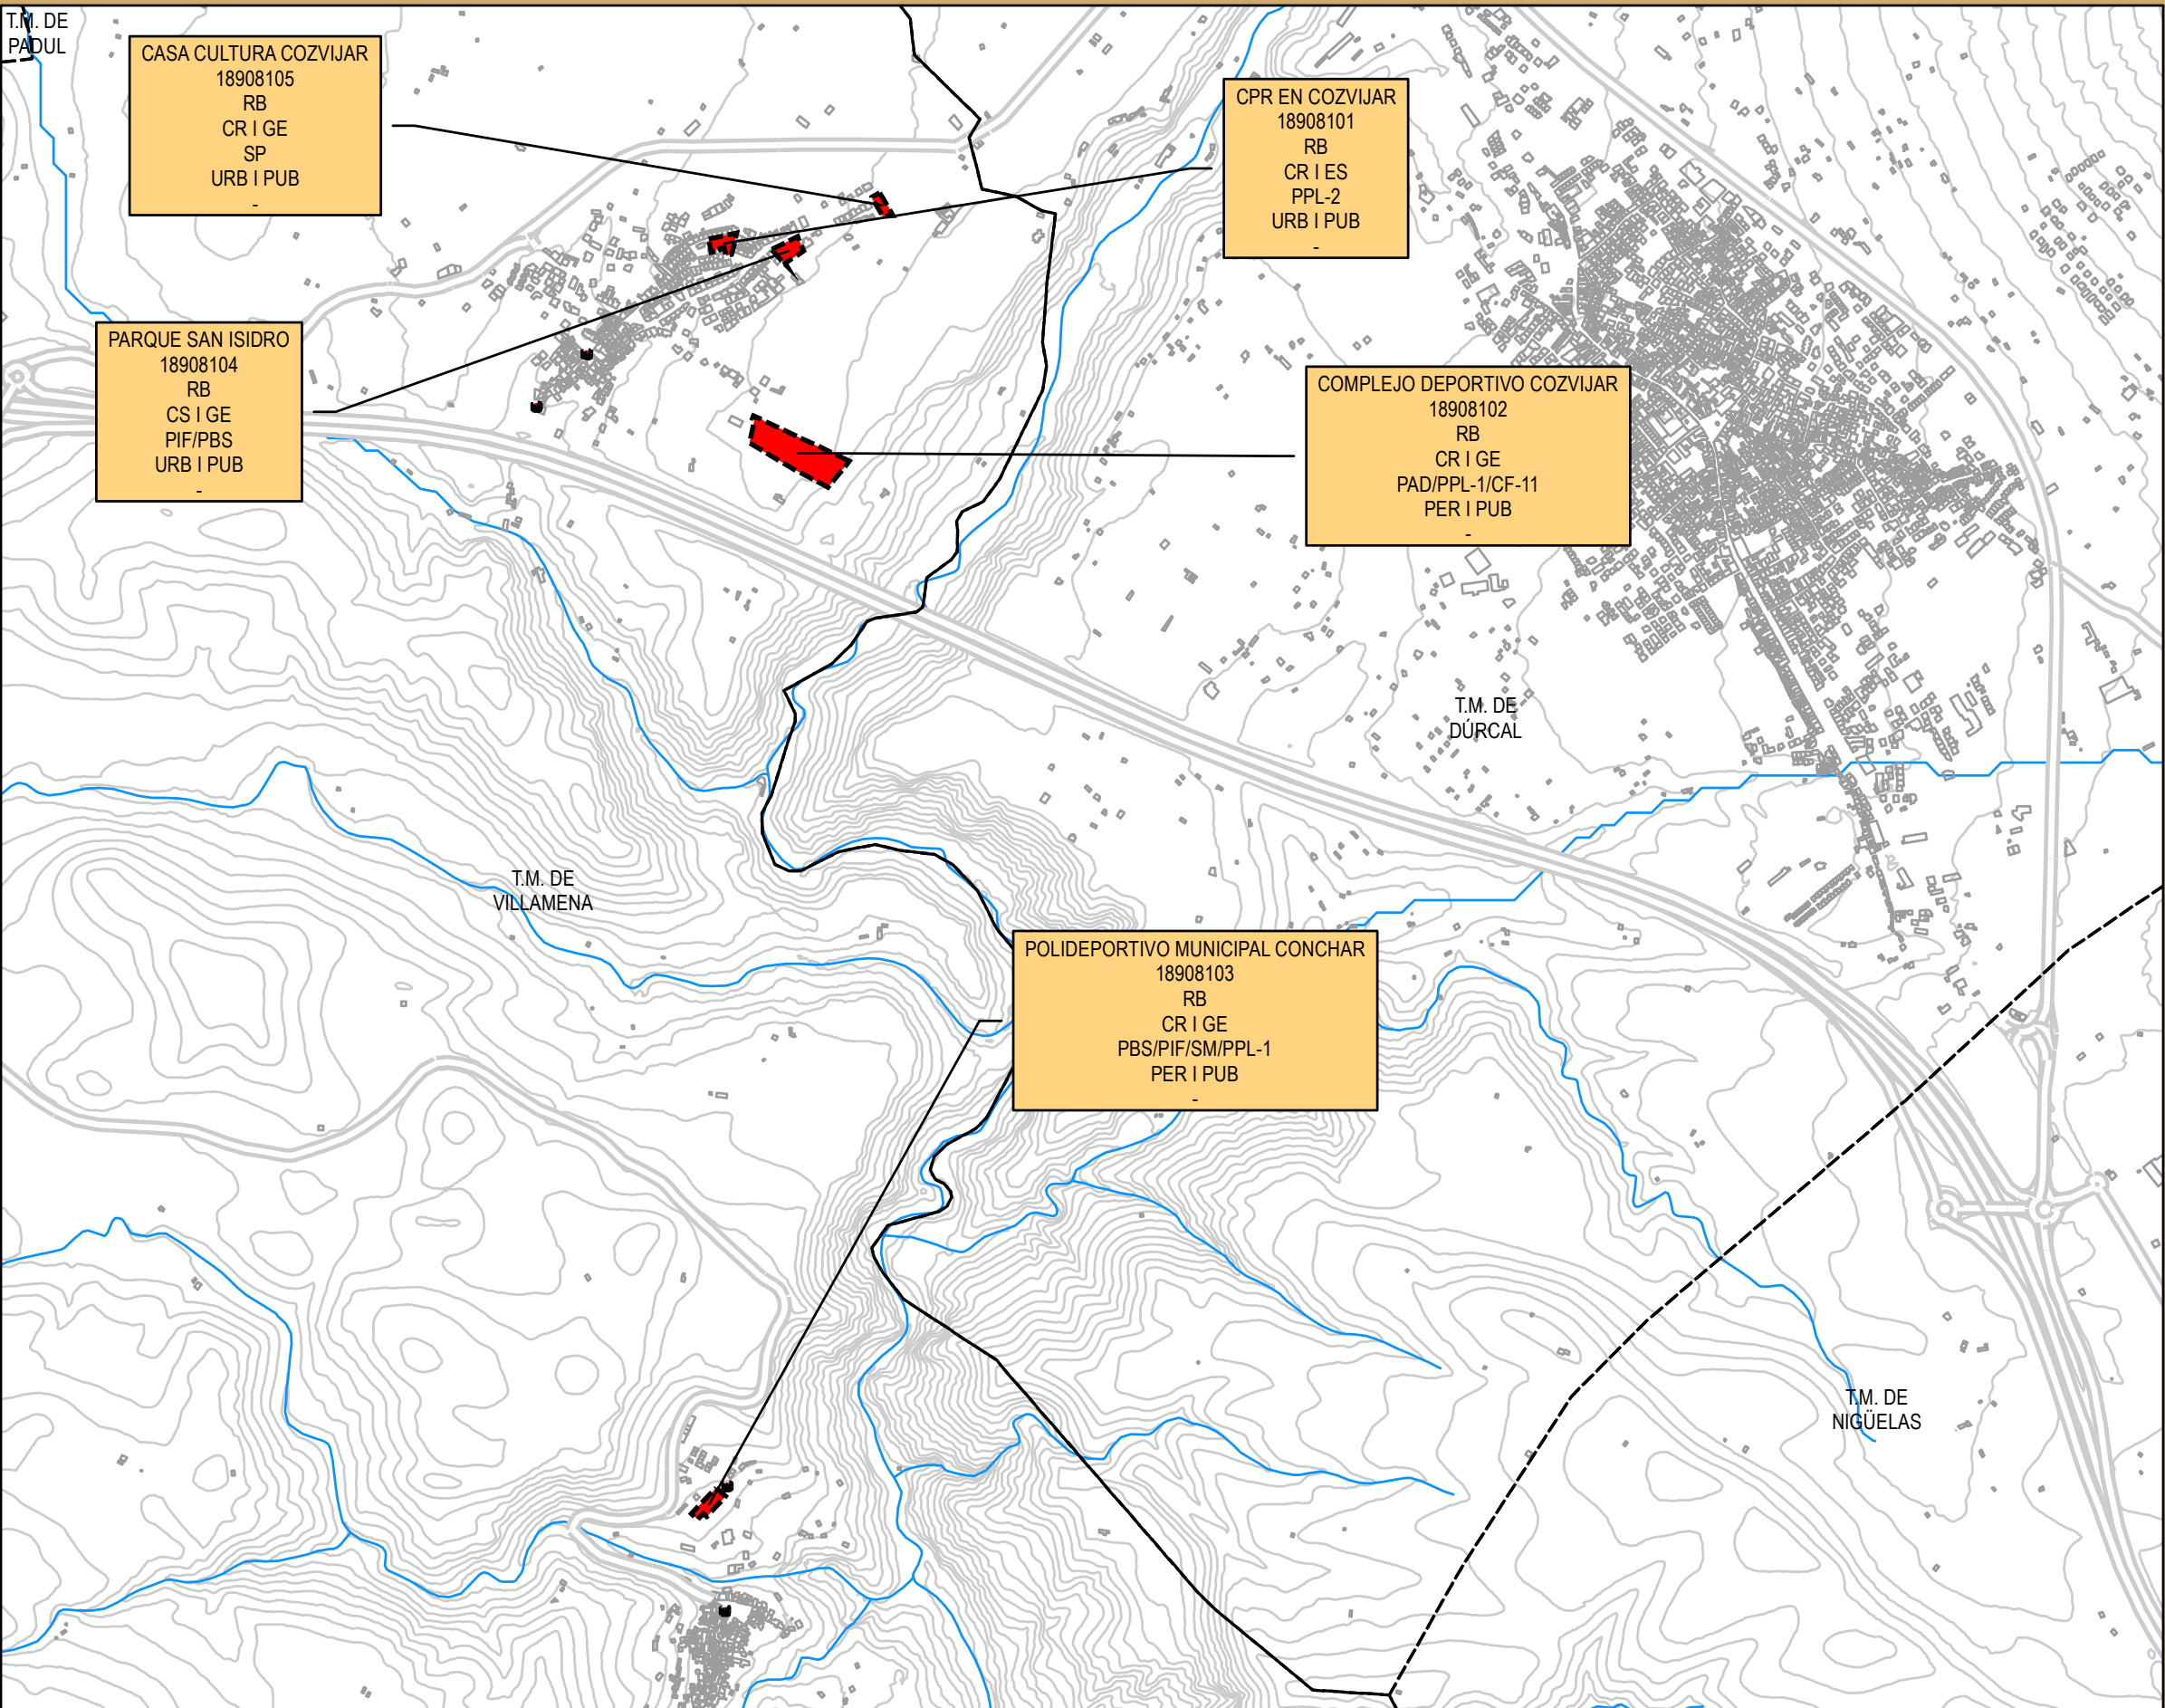 T.M. DE
PADUL
CASA CULTURA COZVIJAR
18908105
RB
CR I GE
SP
URB I PUB
-
CPR EN COZVIJAR
18908101
RB
CR I ES
PPL-2
URB I PUB
-
PARQUE SAN ISIDRO
18908104
RB
CS I GE
PIF/PBS
URB I PUB
-
COMPLEJO DEPORTIVO COZVIJAR
18908102
RB
CR I GE
PAD/PPL-1/CF-11
PER I PUB
-
T.M. DE
DÚRCAL
T.M. DE
VILLAMENA
POLIDEPORTIVO MUNICIPAL CONCHAR
18908103
RB
CR I GE
PBS/PIF/SM/PPL-1
PER I PUB
-
T.M. DE
NIGÜELAS